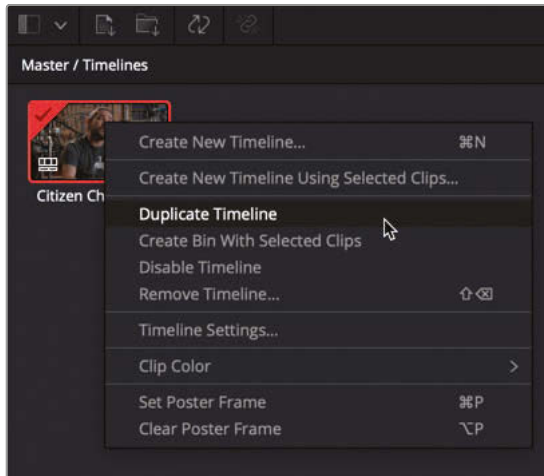 Master / Timelines
Citizen Ch
Create New Timeline... ⌘N
Create New Timeline Using Selected Clips...
Duplicate Timeline
Create Bin With Selected Clips
Disable Timeline
Remove Timeline... ⇧⌫
Timeline Settings...
Clip Color >
Set Poster Frame ⌘P
Clear Poster Frame ⌥P